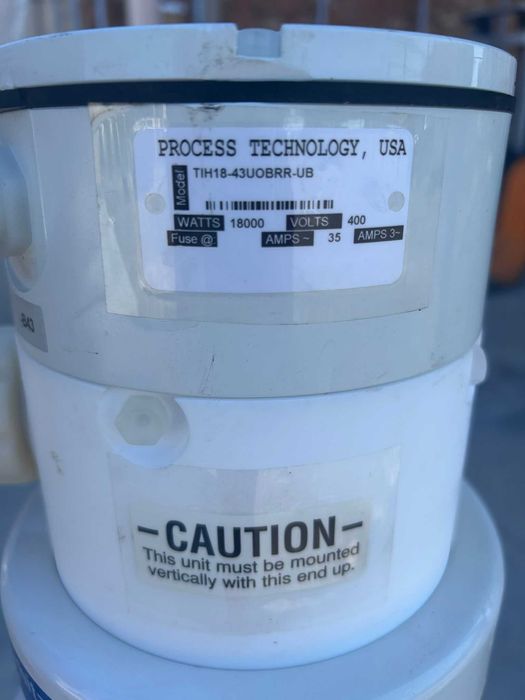 PROCESS TECHNOLOGY, USA
Model TIH18-43UOBRR-UB
WATTS 18000 VOLTS 400
Fuse @ AMPS~ 35 AMPS 3~
-B43
-CAUTION-
This unit must be mounted
vertically with this end up.